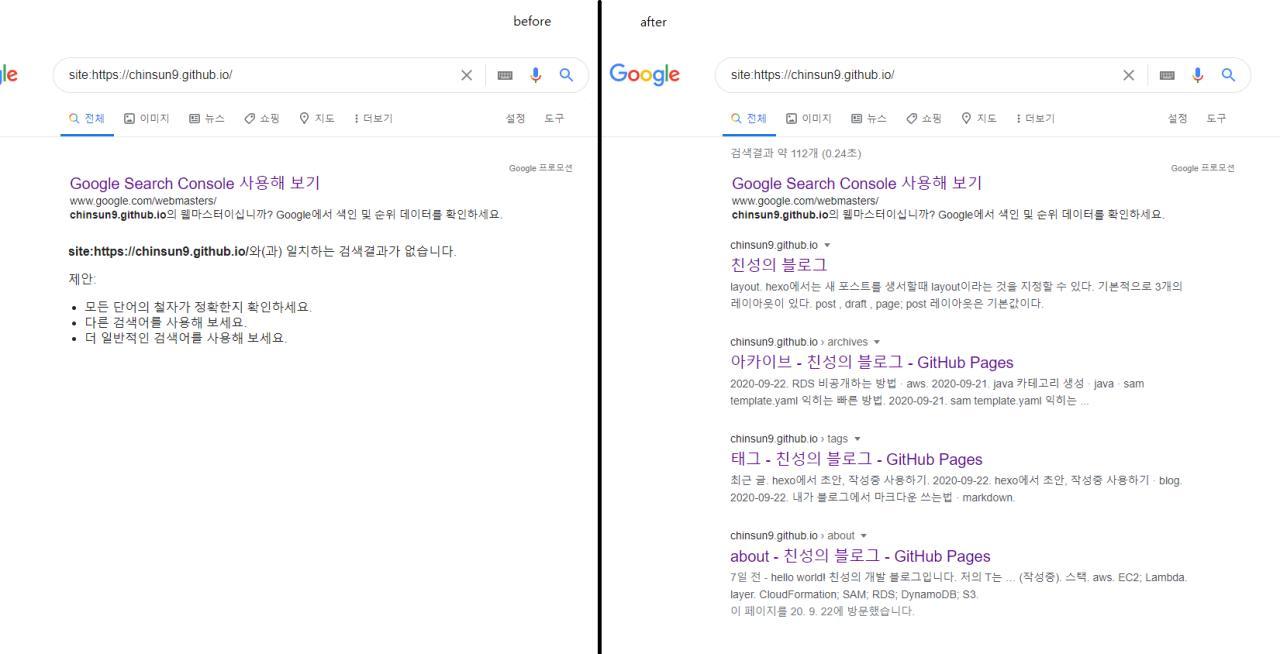 before
le
site:https://chinsun9.github.io/
전체 이미지 뉴스 쇼핑 지도 더보기 설정 도구
Google 프로모션
Google Search Console 사용해 보기
www.google.com/webmasters/
chinsun9.github.io의 웹마스터이십니까? Google에서 색인 및 순위 데이터를 확인하세요.
site:https://chinsun9.github.io/와(과) 일치하는 검색결과가 없습니다.
제안:
모든 단어의 철자가 정확한지 확인하세요.
다른 검색어를 사용해 보세요.
더 일반적인 검색어를 사용해 보세요.
after
Google
site:https://chinsun9.github.io/
전체 이미지 뉴스 쇼핑 지도 더보기 설정 도구
검색결과 약 112개 (0.24초)
Google 프로모션
Google Search Console 사용해 보기
www.google.com/webmasters/
chinsun9.github.io의 웹마스터이십니까? Google에서 색인 및 순위 데이터를 확인하세요.
chinsun9.github.io
친성의 블로그
layout. hexo에서는 새 포스트를 생서할때 layout이라는 것을 지정할 수 있다. 기본적으로 3개의
레이아웃이 있다. post , draft , page; post 레이아웃은 기본값이다.
chinsun9.github.io › archives
아카이브 - 친성의 블로그 - GitHub Pages
2020-09-22. RDS 비공개하는 방법 · aws. 2020-09-21. java 카테고리 생성 · java · sam
template.yaml 익히는 빠른 방법. 2020-09-21. sam template.yaml 익히는 ...
chinsun9.github.io › tags
태그 - 친성의 블로그 - GitHub Pages
최근 글. hexo에서 초안, 작성중 사용하기. 2020-09-22. hexo에서 초안, 작성중 사용하기 · blog.
2020-09-22. 내가 블로그에서 마크다운 쓰는법 · markdown.
chinsun9.github.io › about
about - 친성의 블로그 - GitHub Pages
7일 전 - hello world! 친성의 개발 블로그입니다. 저의 T는 ... (작성중). 스택. aws. EC2; Lambda.
layer. CloudFormation; SAM; RDS; DynamoDB; S3.
이 페이지를 20. 9. 22에 방문했습니다.